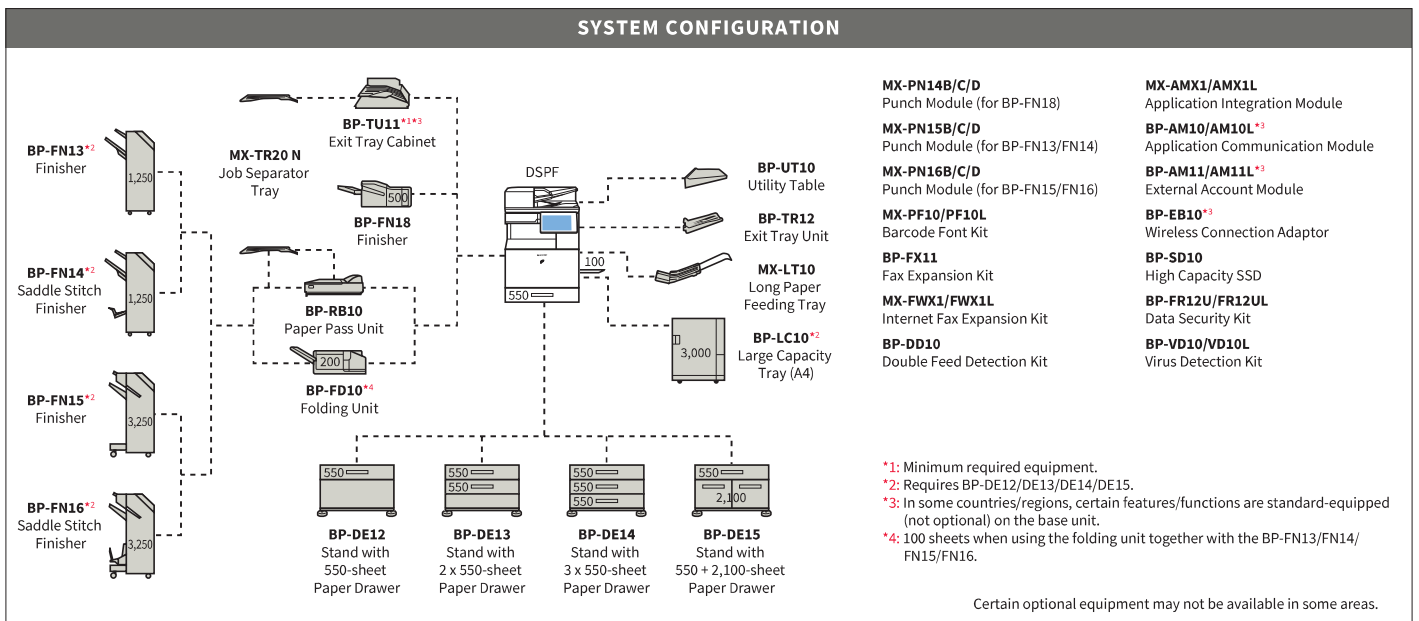 SYSTEM CONFIGURATION
BP-FN13*2
Finisher
1,250
BP-FN14*2
Saddle Stitch
Finisher
1,250
BP-FN15*2
Finisher
3,250
BP-FN16*2
Saddle Stitch
Finisher
3,250
MX-TR20 N
Job Separator
Tray
BP-TU11*1*3
Exit Tray Cabinet
500
BP-FN18
Finisher
BP-RB10
Paper Pass Unit
200
BP-FD10*4
Folding Unit
DSPF
100
550
BP-UT10
Utility Table
BP-TR12
Exit Tray Unit
MX-LT10
Long Paper
Feeding Tray
3,000
BP-LC10*2
Large Capacity
Tray (A4)
550
BP-DE12
Stand with
550-sheet
Paper Drawer
550
550
BP-DE13
Stand with
2 x 550-sheet
Paper Drawer
550
550
550
BP-DE14
Stand with
3 x 550-sheet
Paper Drawer
550
2,100
BP-DE15
Stand with
550 + 2,100-sheet
Paper Drawer
MX-PN14B/C/D
Punch Module (for BP-FN18)
MX-PN15B/C/D
Punch Module (for BP-FN13/FN14)
MX-PN16B/C/D
Punch Module (for BP-FN15/FN16)
MX-PF10/PF10L
Barcode Font Kit
BP-FX11
Fax Expansion Kit
MX-FWX1/FWX1L
Internet Fax Expansion Kit
BP-DD10
Double Feed Detection Kit
MX-AMX1/AMX1L
Application Integration Module
BP-AM10/AM10L*3
Application Communication Module
BP-AM11/AM11L*3
External Account Module
BP-EB10*3
Wireless Connection Adaptor
BP-SD10
High Capacity SSD
BP-FR12U/FR12UL
Data Security Kit
BP-VD10/VD10L
Virus Detection Kit
*1: Minimum required equipment.
*2: Requires BP-DE12/DE13/DE14/DE15.
*3: In some countries/regions, certain features/functions are standard-equipped
(not optional) on the base unit.
*4: 100 sheets when using the folding unit together with the BP-FN13/FN14/
FN15/FN16.
Certain optional equipment may not be available in some areas.